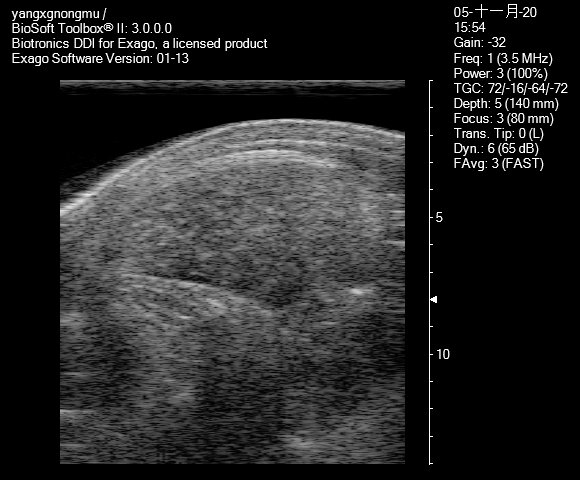 yangxgnongmu /
BioSoft Toolbox® II: 3.0.0.0
Biotronics DDI for Exago, a licensed product
Exago Software Version: 01-13
05-十一月-20
15:54
Gain: -32
Freq: 1 (3.5 MHz)
Power: 3 (100%)
TGC: 72/-16/-64/-72
Depth: 5 (140 mm)
Focus: 3 (80 mm)
Trans. Tip: 0 (L)
Dyn.: 6 (65 dB)
FAvg: 3 (FAST)
5
10